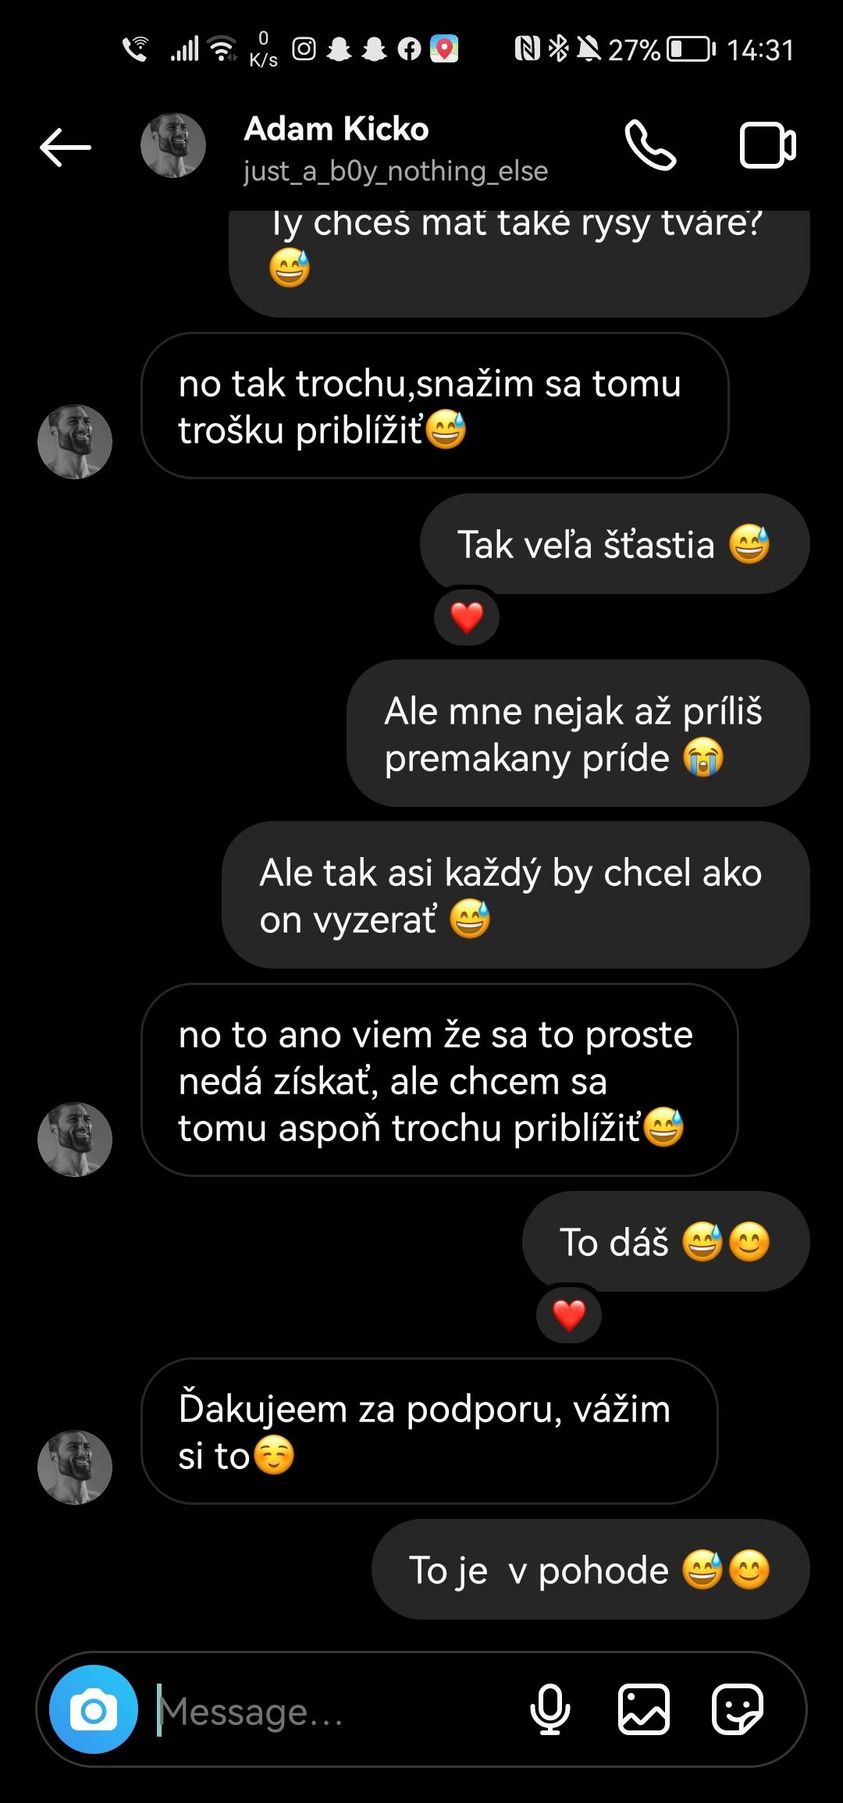 0
K/s
27%
14:31
Adam Kicko
just_a_b0y_nothing_else
Ty chceš mať také rysy tváre?
😅
no tak trochu,snažim sa tomu
trošku priblížiť😅
Tak veľa šťastia 😅
❤️
Ale mne nejak až príliš
premakany príde 😭
Ale tak asi každý by chcel ako
on vyzerať 😅
no to ano viem že sa to proste
nedá získať, ale chcem sa
tomu aspoň trochu priblížiť😅
To dáš 😅😊
❤️
Ďakujeem za podporu, vážim
si to☺️
To je  v pohode 😅😊
Message...